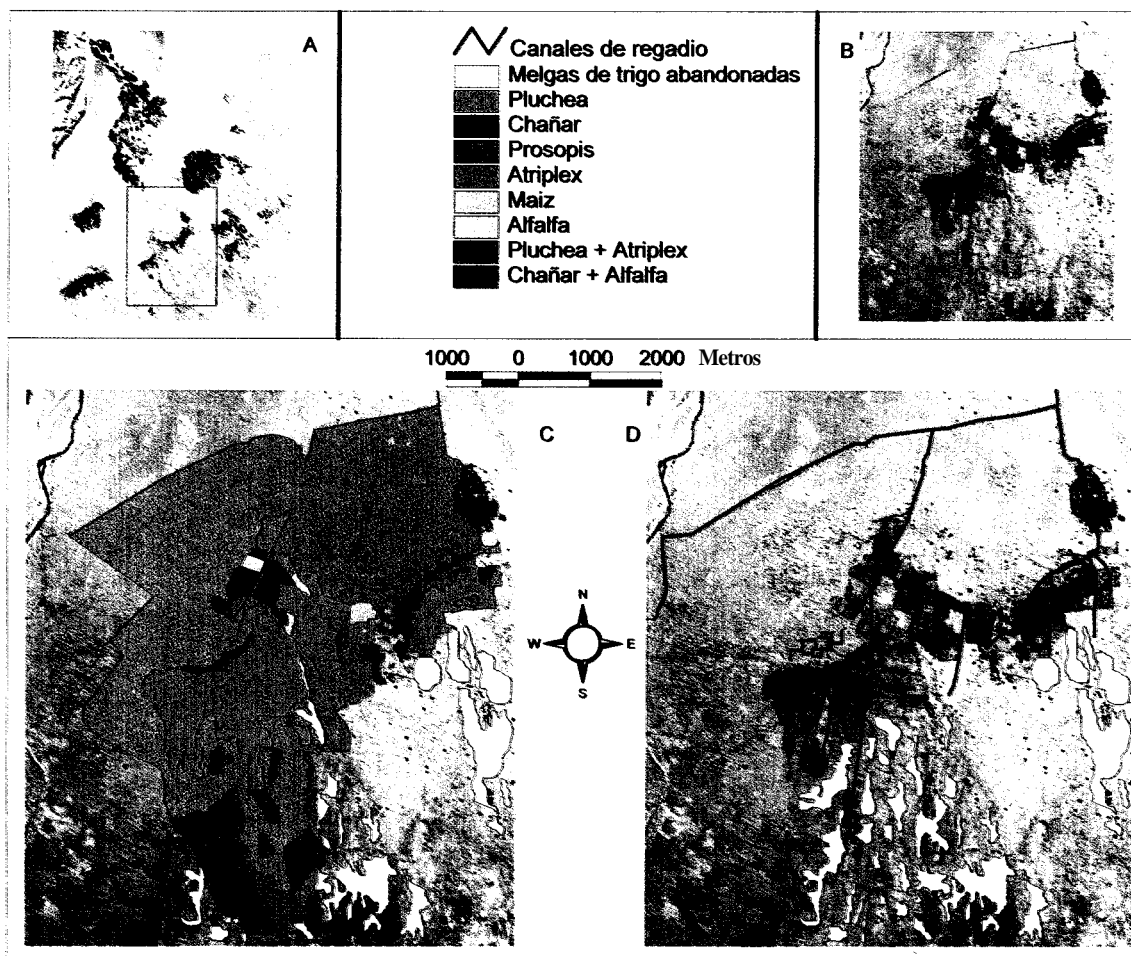 A
Canales de regadio
Melgas de trigo abandonadas
Pluchea
Chañar
Prosopis
Atriplex
Maiz
Alfalfa
Pluchea + Atriplex
Chañar + Alfalfa
B
1000 0 1000 2000 Metros
C
D
N
W E
S